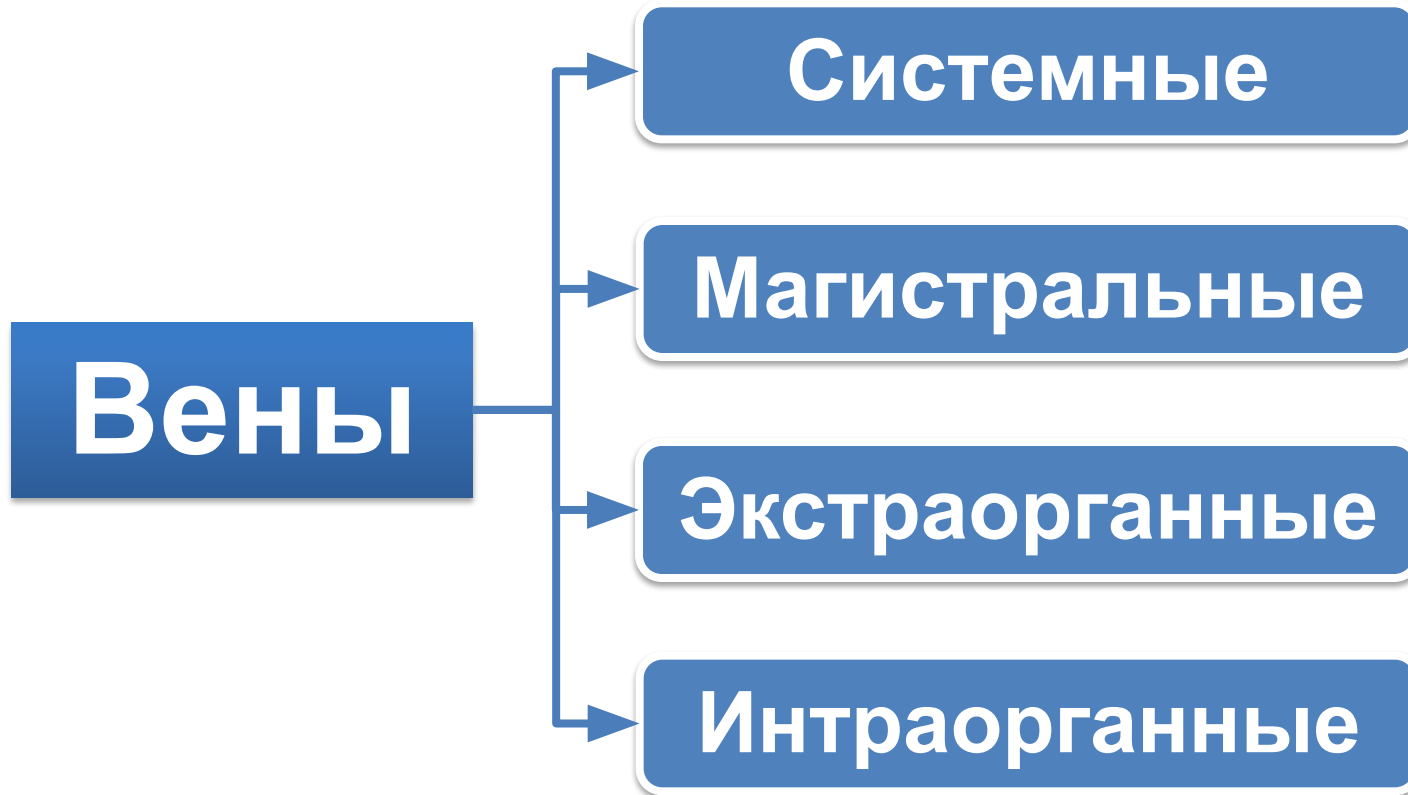 Системные
Магистральные
Вены
Экстраорганные
Интраорганные